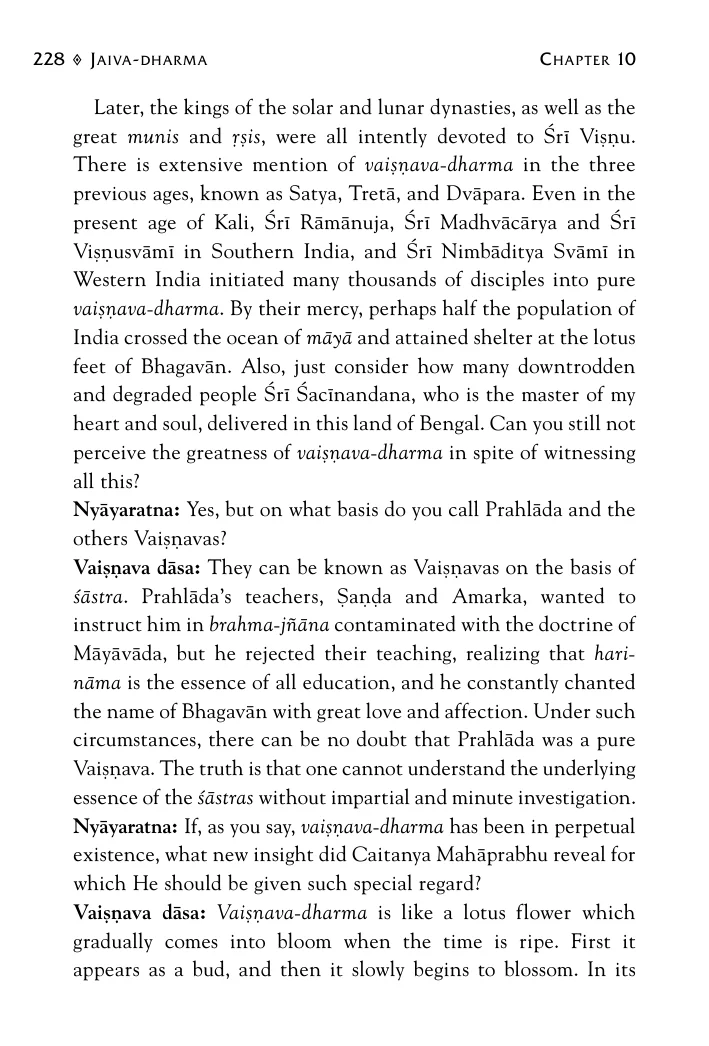 228 ◊ Jaiva-dharma Chapter 10
Later, the kings of the solar and lunar dynasties, as well as the
great munis and ṛṣis, were all intently devoted to Śrī Viṣṇu.
There is extensive mention of vaiṣṇava-dharma in the three
previous ages, known as Satya, Tretā, and Dvāpara. Even in the
present age of Kali, Śrī Rāmānuja, Śrī Madhvācārya and Śrī
Viṣṇusvāmī in Southern India, and Śrī Nimbāditya Svāmī in
Western India initiated many thousands of disciples into pure
vaiṣṇava-dharma. By their mercy, perhaps half the population of
India crossed the ocean of māyā and attained shelter at the lotus
feet of Bhagavān. Also, just consider how many downtrodden
and degraded people Śrī Śacīnandana, who is the master of my
heart and soul, delivered in this land of Bengal. Can you still not
perceive the greatness of vaiṣṇava-dharma in spite of witnessing
all this?
Nyāyaratna: Yes, but on what basis do you call Prahlāda and the
others Vaiṣṇavas?
Vaiṣṇava dāsa: They can be known as Vaiṣṇavas on the basis of
śāstra. Prahlāda's teachers, Ṣaṇḍa and Amarka, wanted to
instruct him in brahma-jñāna contaminated with the doctrine of
Māyāvāda, but he rejected their teaching, realizing that hari-
nāma is the essence of all education, and he constantly chanted
the name of Bhagavān with great love and affection. Under such
circumstances, there can be no doubt that Prahlāda was a pure
Vaiṣṇava. The truth is that one cannot understand the underlying
essence of the śāstras without impartial and minute investigation.
Nyāyaratna: If, as you say, vaiṣṇava-dharma has been in perpetual
existence, what new insight did Caitanya Mahāprabhu reveal for
which He should be given such special regard?
Vaiṣṇava dāsa: Vaiṣṇava-dharma is like a lotus flower which
gradually comes into bloom when the time is ripe. First it
appears as a bud, and then it slowly begins to blossom. In its